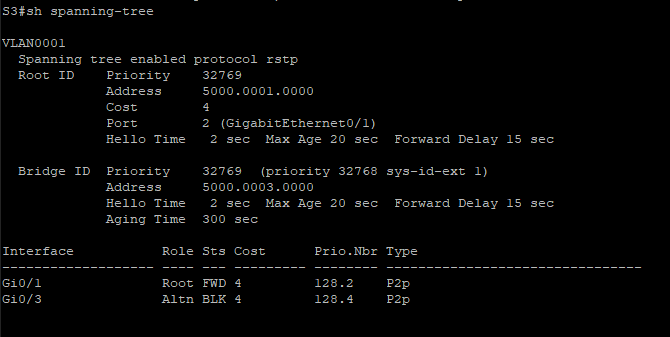 S3#sh spanning-tree
VLAN0001
  Spanning tree enabled protocol rstp
  Root ID    Priority    32769
             Address     5000.0001.0000
             Cost        4
             Port        2 (GigabitEthernet0/1)
             Hello Time   2 sec  Max Age 20 sec  Forward Delay 15 sec
  Bridge ID  Priority    32769  (priority 32768 sys-id-ext 1)
             Address     5000.0003.0000
             Hello Time   2 sec  Max Age 20 sec  Forward Delay 15 sec
             Aging Time  300 sec
Interface           Role Sts Cost      Prio.Nbr Type
------------------- ---- --- --------- -------- --------------------------------
Gi0/1               Root FWD 4         128.2    P2p
Gi0/3               Altn BLK 4         128.4    P2p